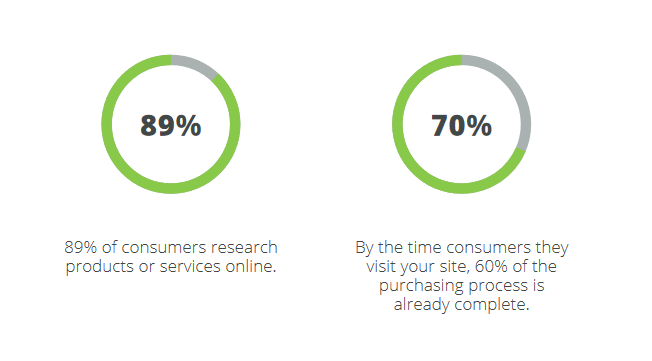 89%
70%
89% of consumers research
products or services online.
By the time consumers they
visit your site, 60% of the
purchasing process is
already complete.